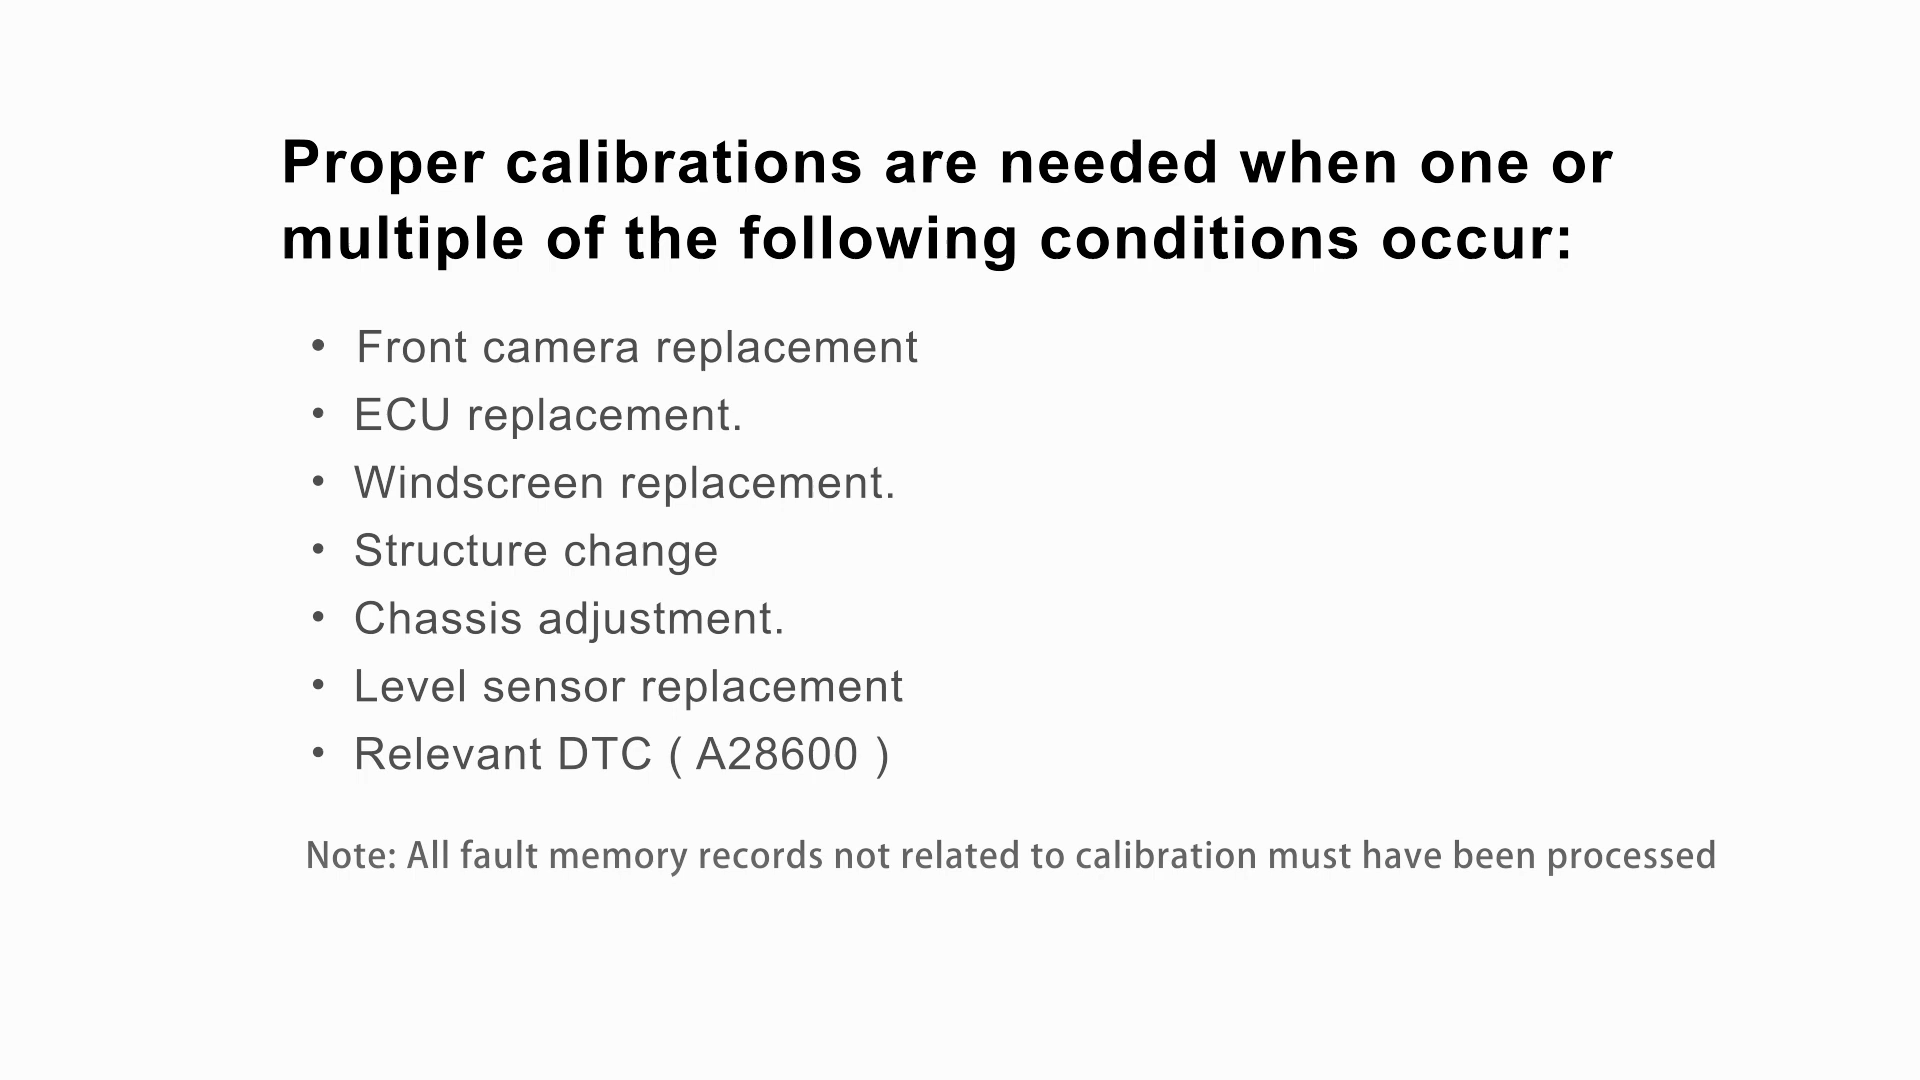 Proper calibrations are needed when one or
multiple of the following conditions occur:
• Front camera replacement
• ECU replacement.
• Windscreen replacement.
• Structure change
• Chassis adjustment.
• Level sensor replacement
• Relevant DTC ( A28600 )
Note: All fault memory records not related to calibration must have been processed